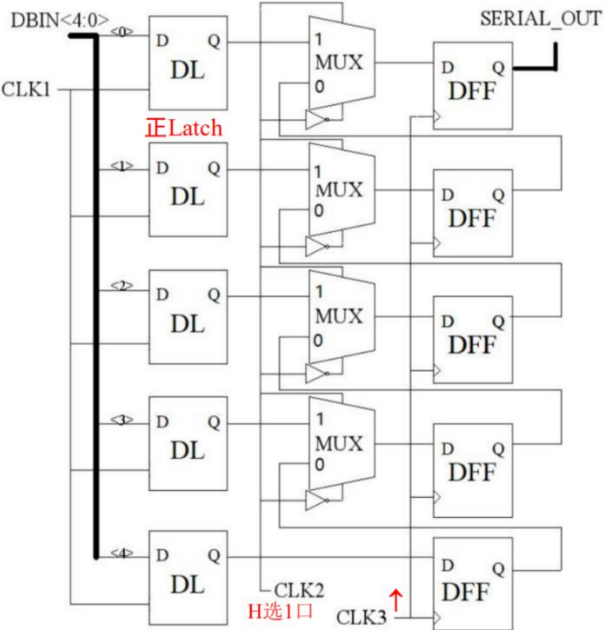 DBIN<4:0>
SERIAL_OUT
<0>
D Q
DL
1
MUX
0
D Q
DFF
CLK1
正Latch
<1>
D Q
DL
1
MUX
0
D Q
DFF
<2>
D Q
DL
1
MUX
0
D Q
DFF
<3>
D Q
DL
1
MUX
0
D Q
DFF
<4>
D Q
DL
D Q
DFF
CLK2
H选1口
CLK3